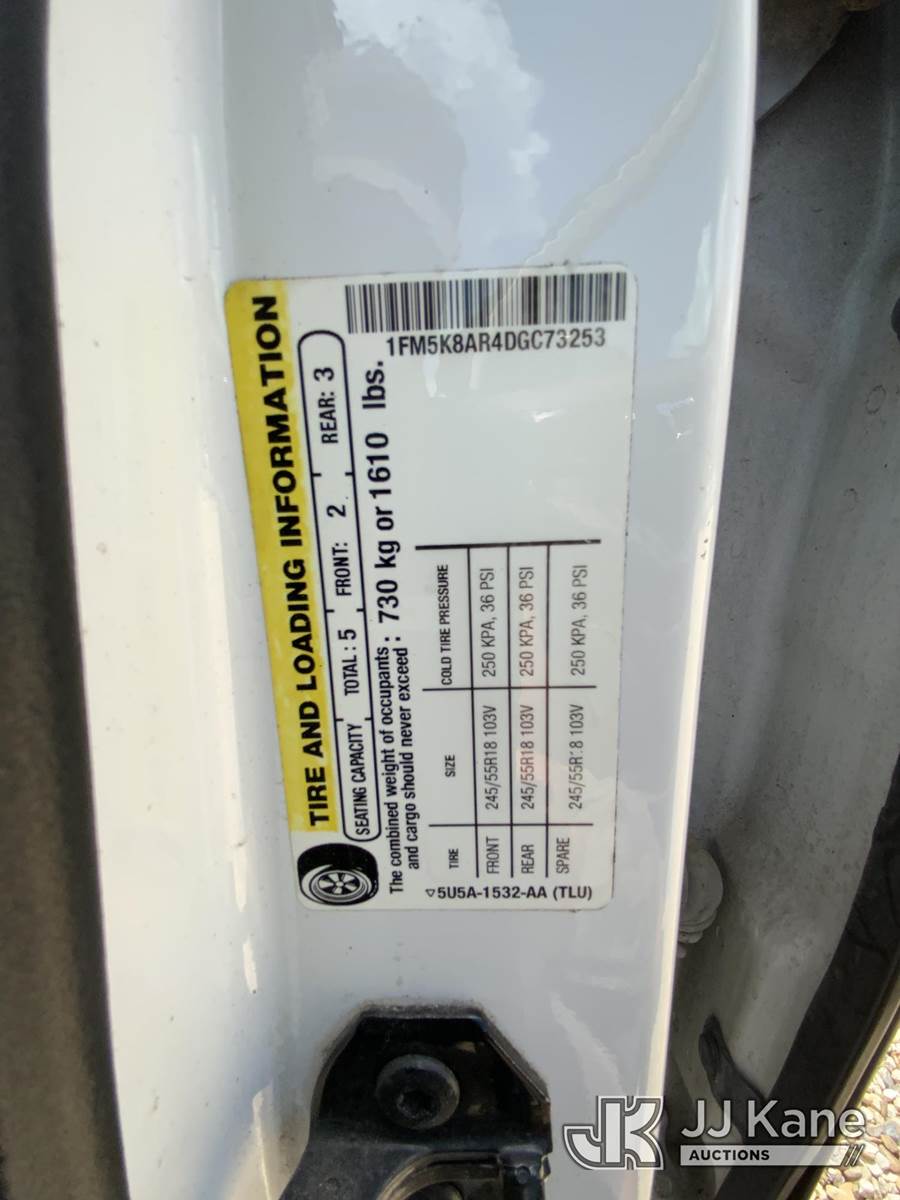 TIRE AND LOADING INFORMATION
SEATING CAPACITY TOTAL : 5 FRONT: 2 REAR: 3
The combined weight of occupants : 730 kg or 1610 lbs.
and cargo should never exceed
1FM5K8AR4DGC73253
TIRE SIZE COLD TIRE PRESSURE
FRONT 245/55R18 103V 250 KPA, 36 PSI
REAR 245/55R18 103V 250 KPA, 36 PSI
SPARE 245/55R18 103V 250 KPA, 36 PSI
5U5A-1532-AA (TLU)
JK JJ Kane
AUCTIONS